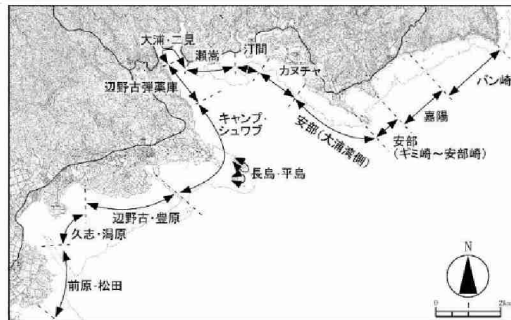 大浦・二見
瀬嵩
汀間
カヌチャ
バン崎
辺野古弾薬庫
嘉陽
キャンプ・
シュワブ
安部(大浦湾側)
安部
(ギミ崎~安部崎)
長島・平島
辺野古・豊原
久志・潟原
前原・松田
N
0
2km